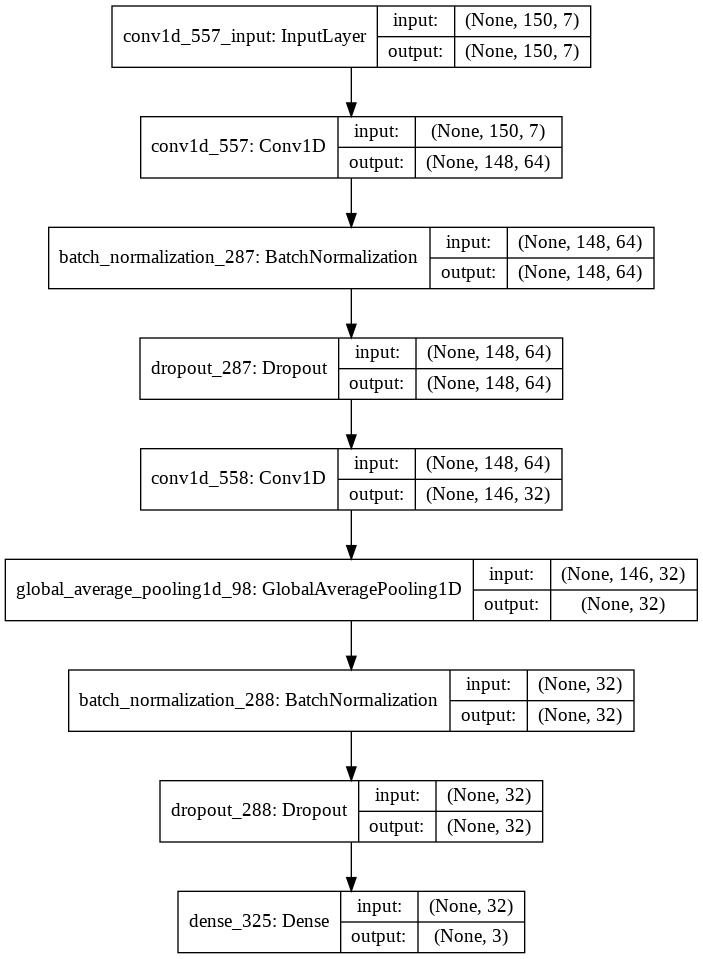 conv1d_557_input: InputLayer
input: (None, 150, 7)
output: (None, 150, 7)
conv1d_557: Conv1D
input: (None, 150, 7)
output: (None, 148, 64)
batch_normalization_287: BatchNormalization
input: (None, 148, 64)
output: (None, 148, 64)
dropout_287: Dropout
input: (None, 148, 64)
output: (None, 148, 64)
conv1d_558: Conv1D
input: (None, 148, 64)
output: (None, 146, 32)
global_average_pooling1d_98: GlobalAveragePooling1D
input: (None, 146, 32)
output: (None, 32)
batch_normalization_288: BatchNormalization
input: (None, 32)
output: (None, 32)
dropout_288: Dropout
input: (None, 32)
output: (None, 32)
dense_325: Dense
input: (None, 32)
output: (None, 3)